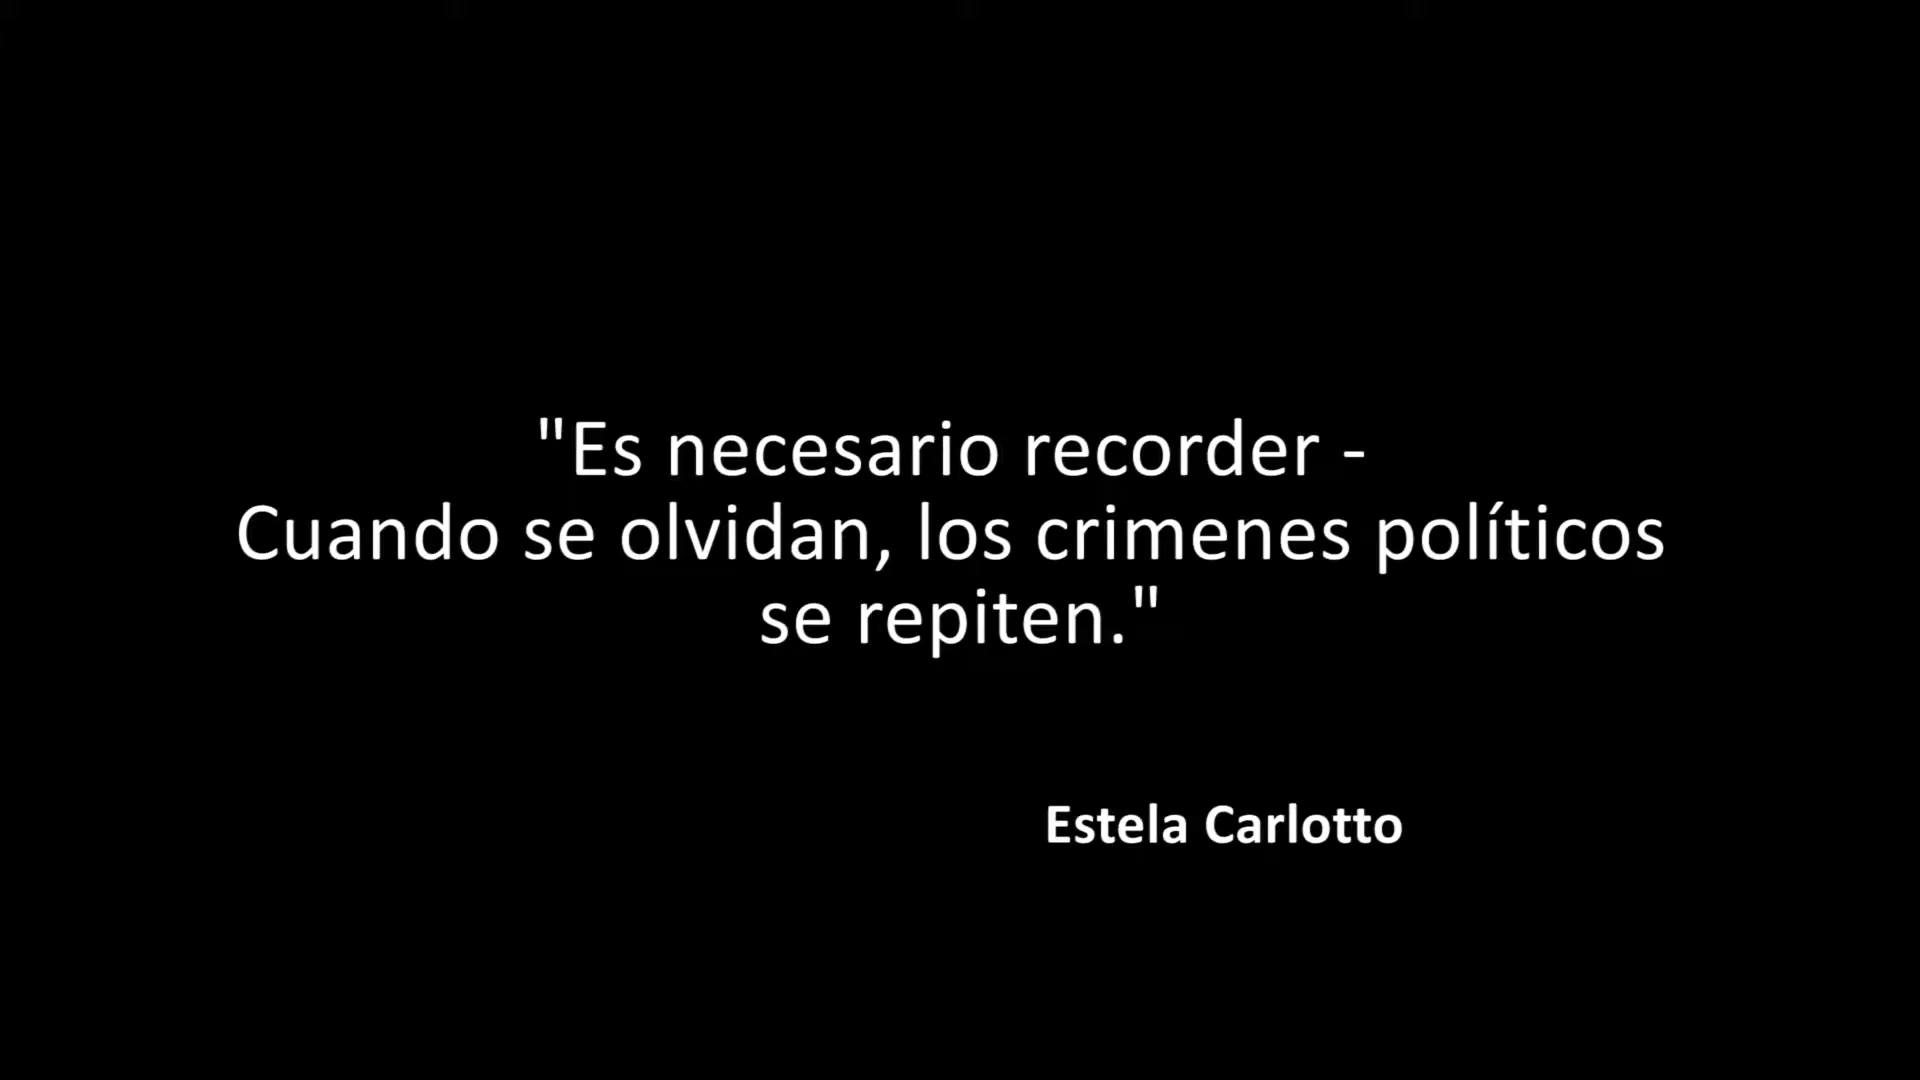 "Es necesario recorder -
Cuando se olvidan, los crimenes políticos
se repiten."
Estela Carlotto